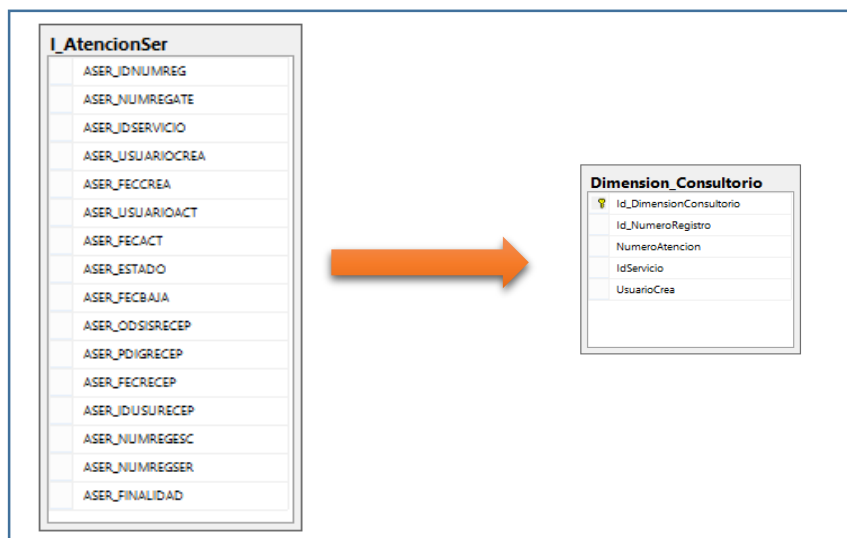 I_AtencionSer
ASER_IDNUMREG
ASER_NUMREGATE
ASER_IDSERVICIO
ASER_USUARIOCREA
ASER_FECCREA
ASER_USUARIOACT
ASER_FECACT
ASER_ESTADO
ASER_FECBAJA
ASER_ODSISRECEP
ASER_PDIGRECEP
ASER_FECRECEP
ASER_IDUSURECEP
ASER_NUMREGESC
ASER_NUMREGSER
ASER_FINALIDAD
Dimension_Consultorio
Id_DimensionConsultorio
Id_NumeroRegistro
NumeroAtencion
IdServicio
UsuarioCrea